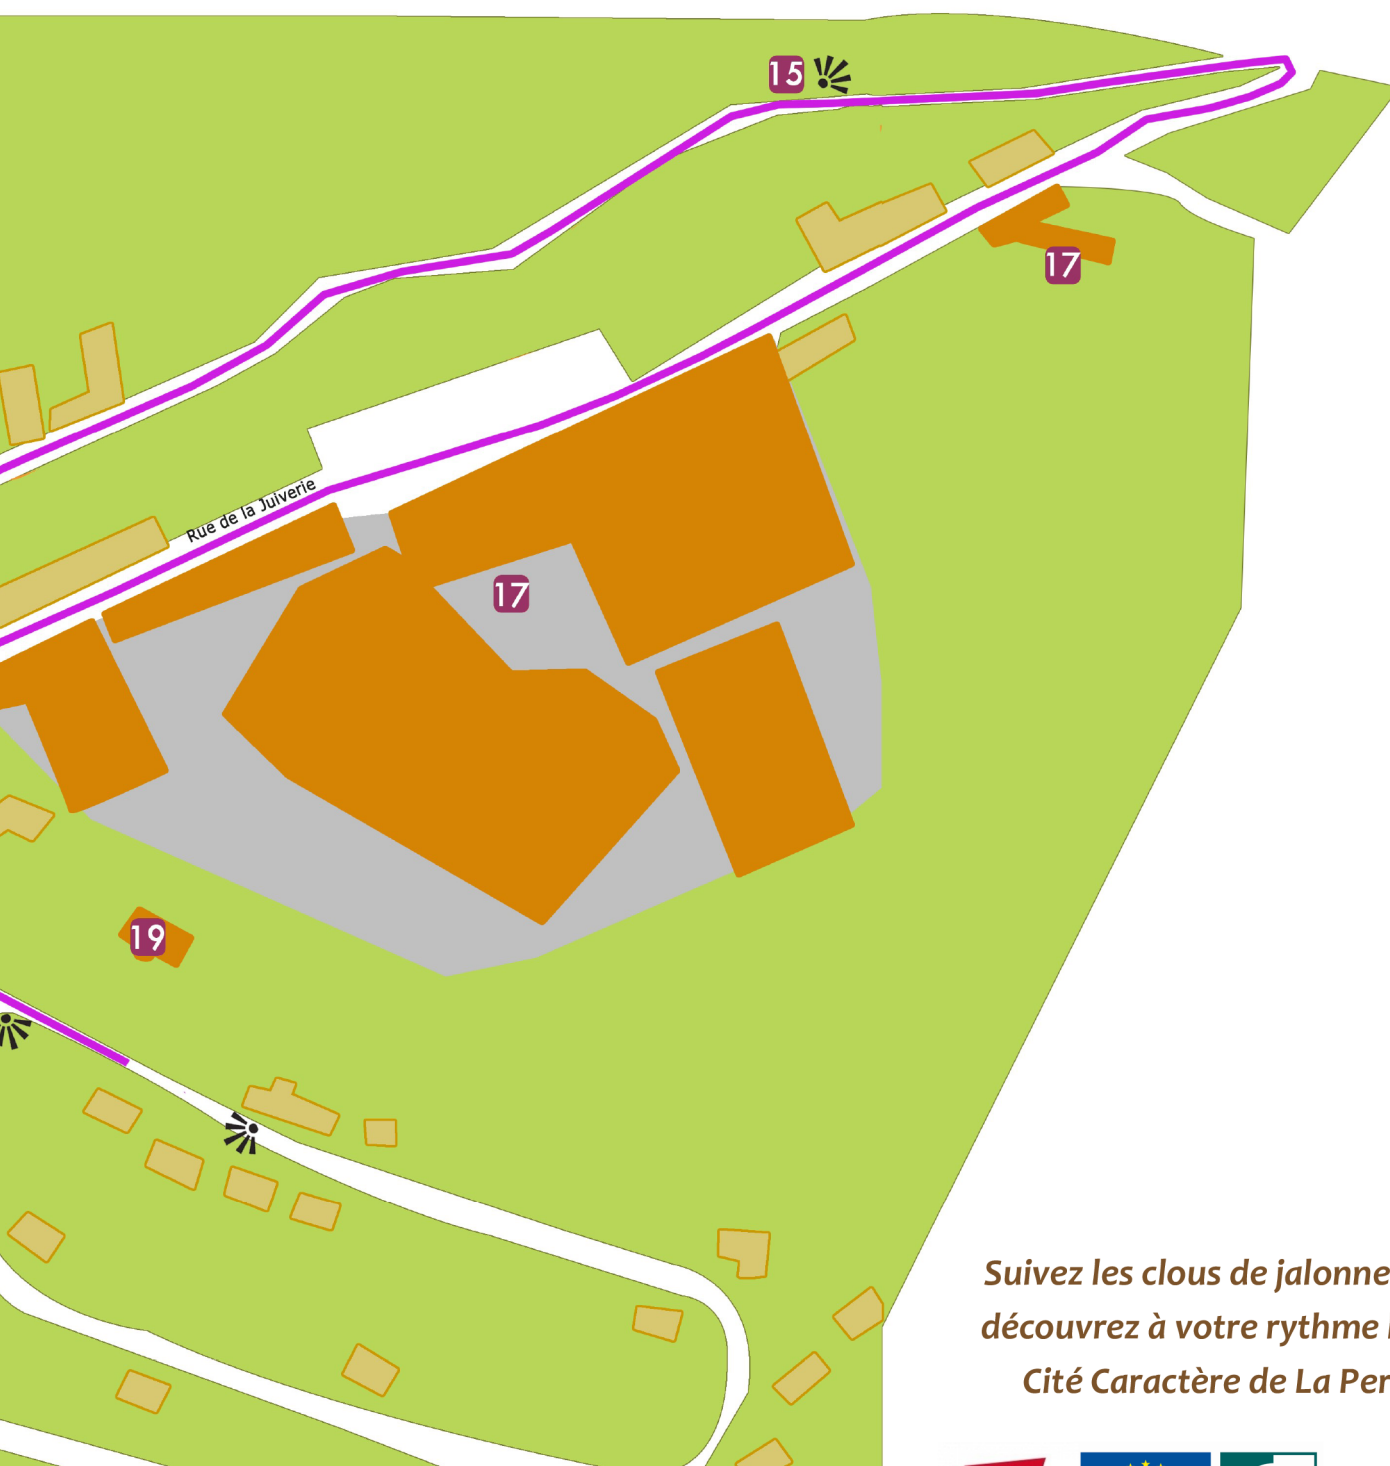 15
17
Rue de la Juiverie
17
19
Suivez les clous de jalonne
découvrez à votre rythme
Cité Caractère de La Per